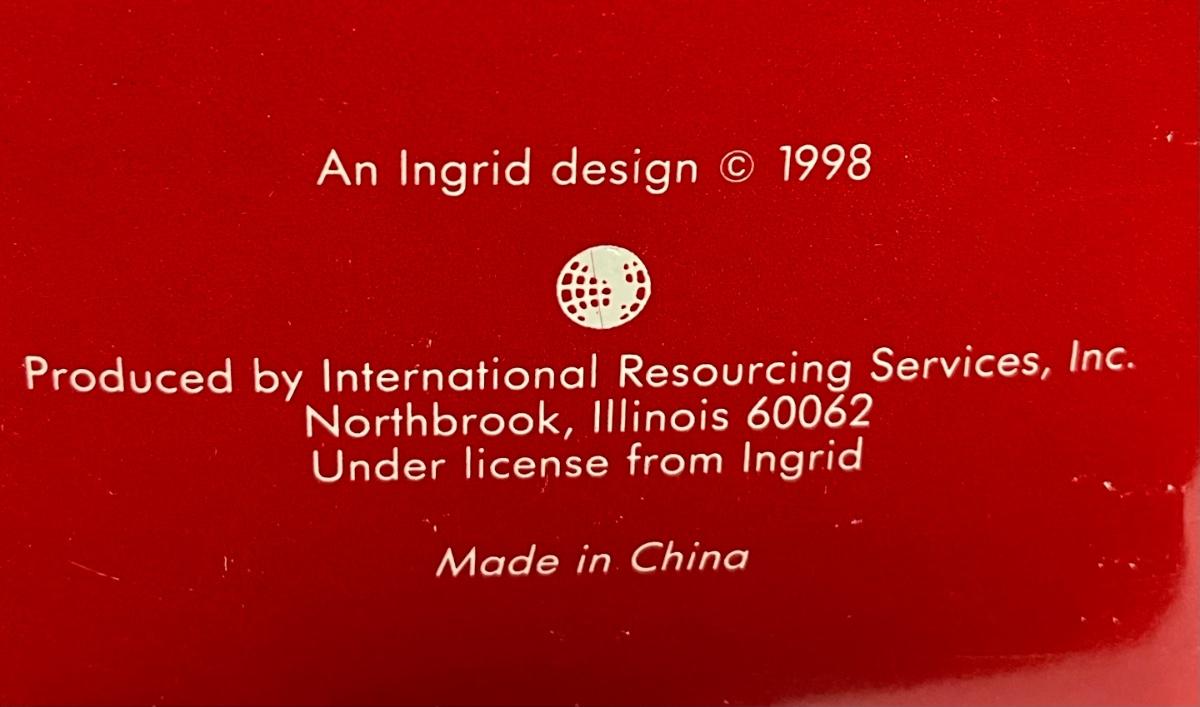 An Ingrid design © 1998
Produced by International Resourcing Services, Inc.
Northbrook, Illinois 60062
Under license from Ingrid
Made in China